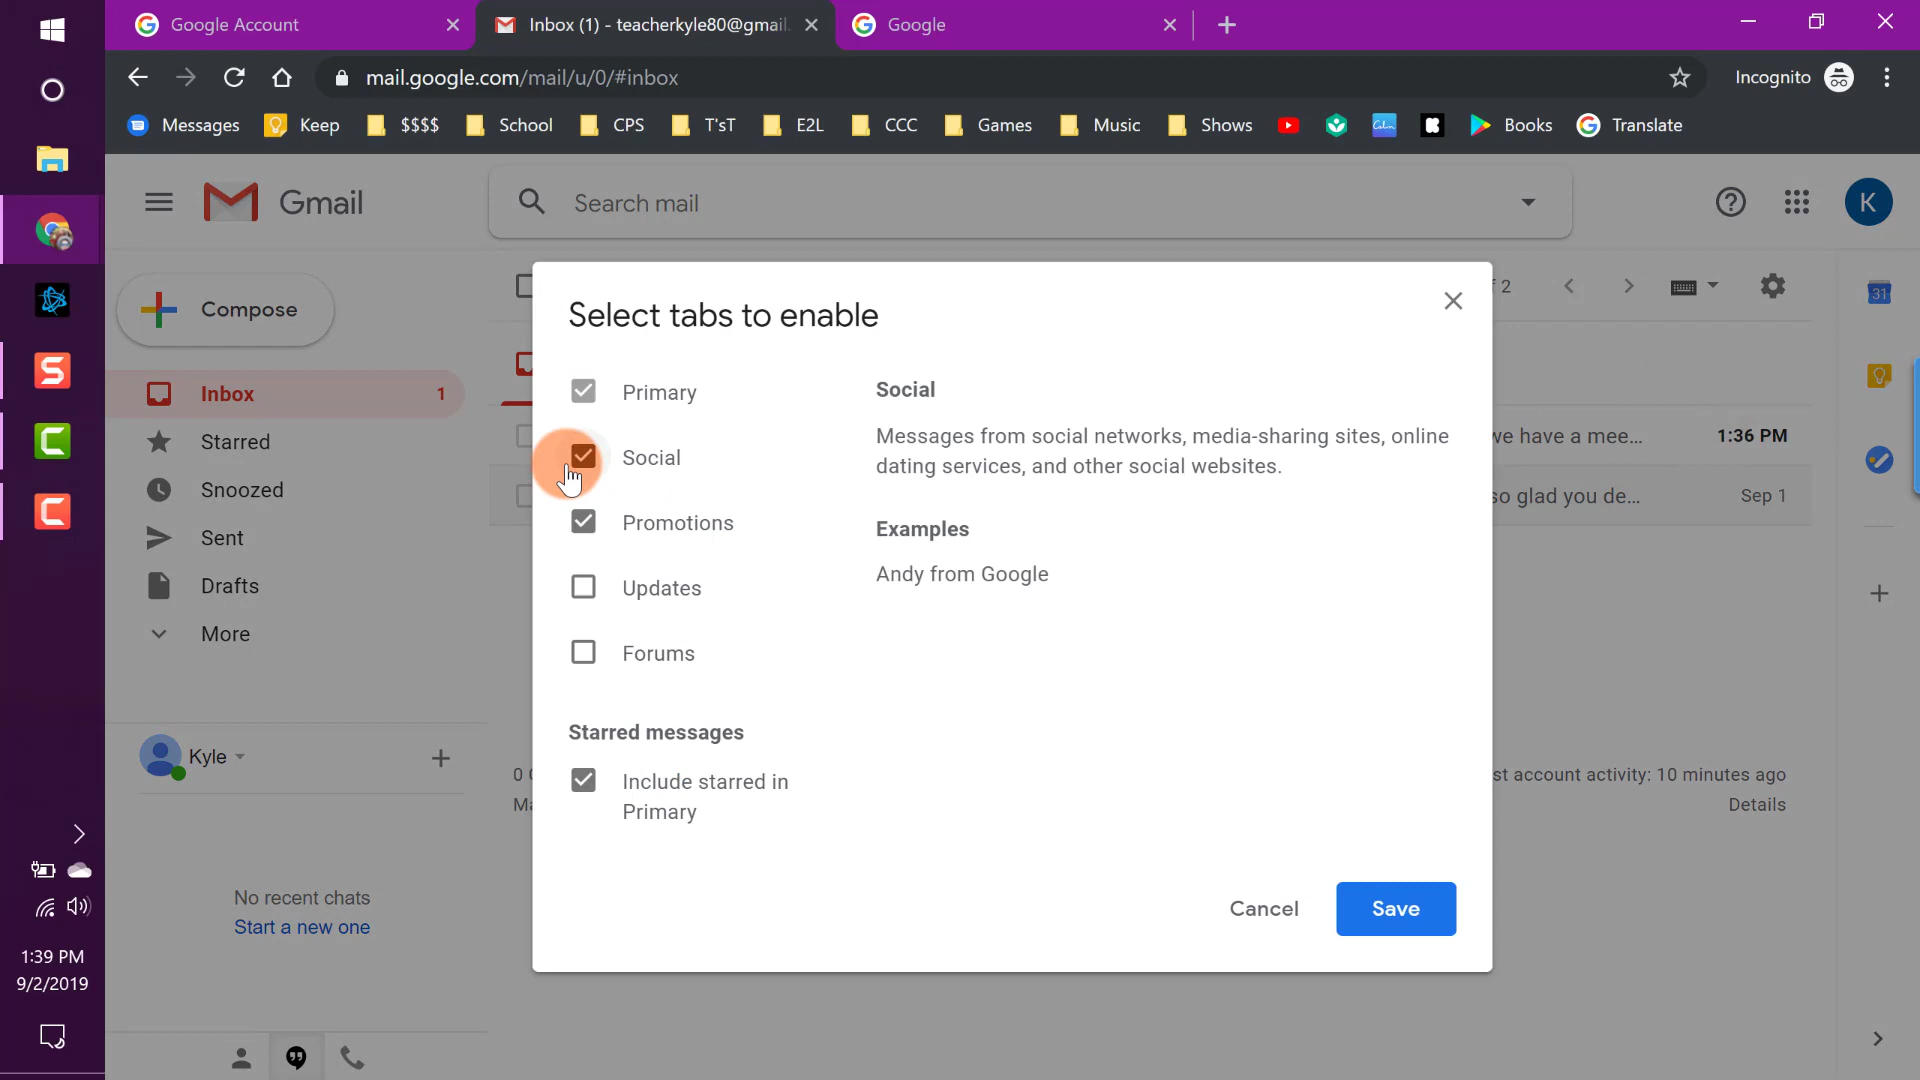 Google Account
Inbox (1) - teacherkyle80@gmail.
Google
mail.google.com/mail/u/0/#inbox
Incognito
Messages
Keep
$$$$
School
CPS
T'sT
E2L
CCC
Games
Music
Shows
Books
Translate
Gmail
Search mail
K
Compose
Inbox
1
Starred
Snoozed
Sent
Drafts
More
Kyle
No recent chats
Start a new one
Select tabs to enable
Primary
Social
Promotions
Updates
Forums
Starred messages
Include starred in
Primary
Social
Messages from social networks, media-sharing sites, online
dating services, and other social websites.
Examples
Andy from Google
Cancel
Save
f 2
31
we have a mee...
1:36 PM
so glad you de...
Sep 1
st account activity: 10 minutes ago
Details
1:39 PM
9/2/2019